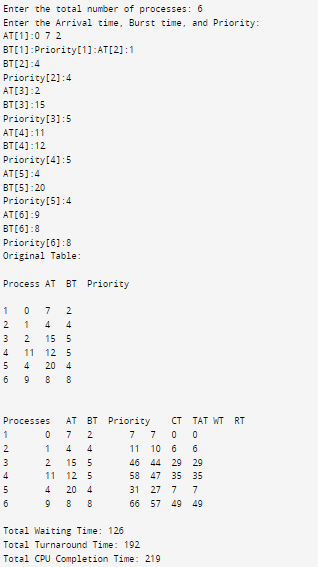 Enter the total number of processes: 6
Enter the Arrival time, Burst time, and Priority:
AT[1]:0 7 2
BT[1]:Priority[1]:AT[2]:1
BT[2]:4
Priority[2]:4
AT[3]:2
BT[3]:15
Priority[3]:5
AT[4]:11
BT[4]:12
Priority[4]:5
AT[5]:4
BT[5]:20
Priority[5]:4
AT[6]:9
BT[6]:8
Priority[6]:8
Original Table:
Process AT BT Priority
1 0 7 2
2 1 4 4
3 2 15 5
4 11 12 5
5 4 20 4
6 9 8 8
Processes AT BT Priority CT TAT WT RT
1 0 7 2 7 7 0 0
2 1 4 4 11 10 6 6
3 2 15 5 46 44 29 29
4 11 12 5 58 47 35 35
5 4 20 4 31 27 7 7
6 9 8 8 66 57 49 49
Total Waiting Time: 126
Total Turnaround Time: 192
Total CPU Completion Time: 219